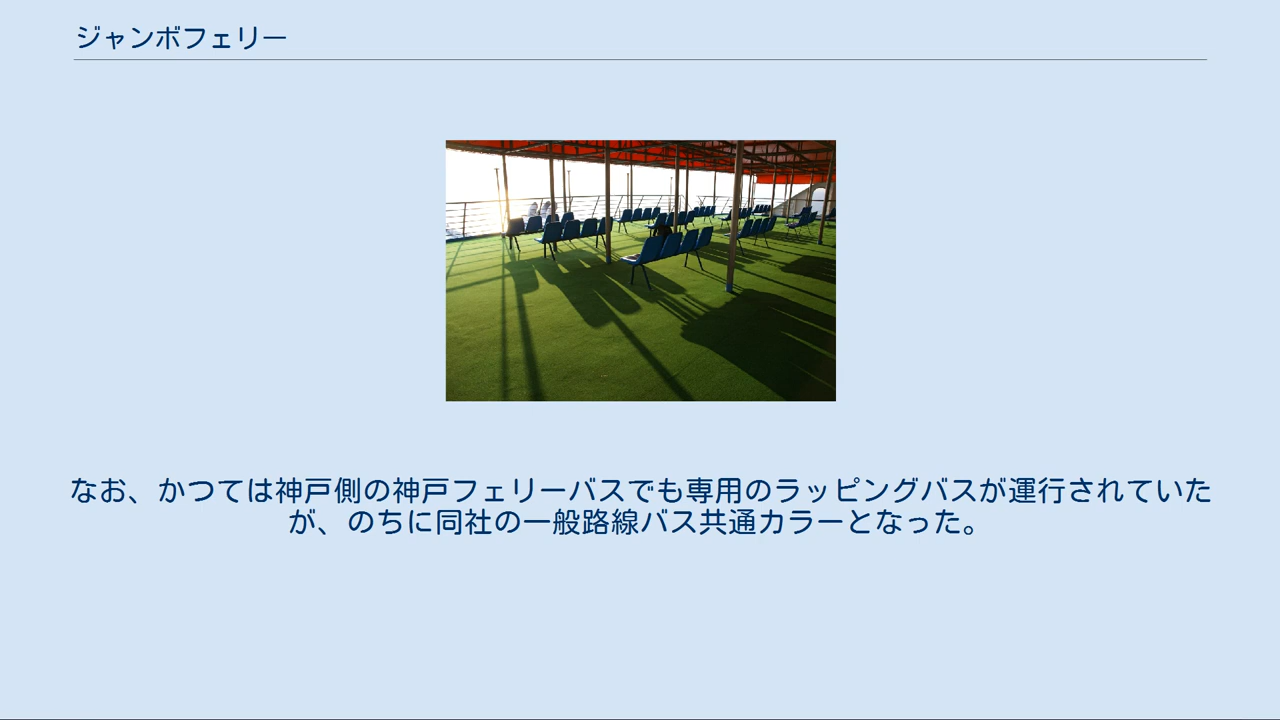 ジャンボフェリー
なお、かつては神戸側の神戸フェリーバスでも専用のラッピングバスが運行されていた
が、のちに同社の一般路線バス共通カラーとなった。